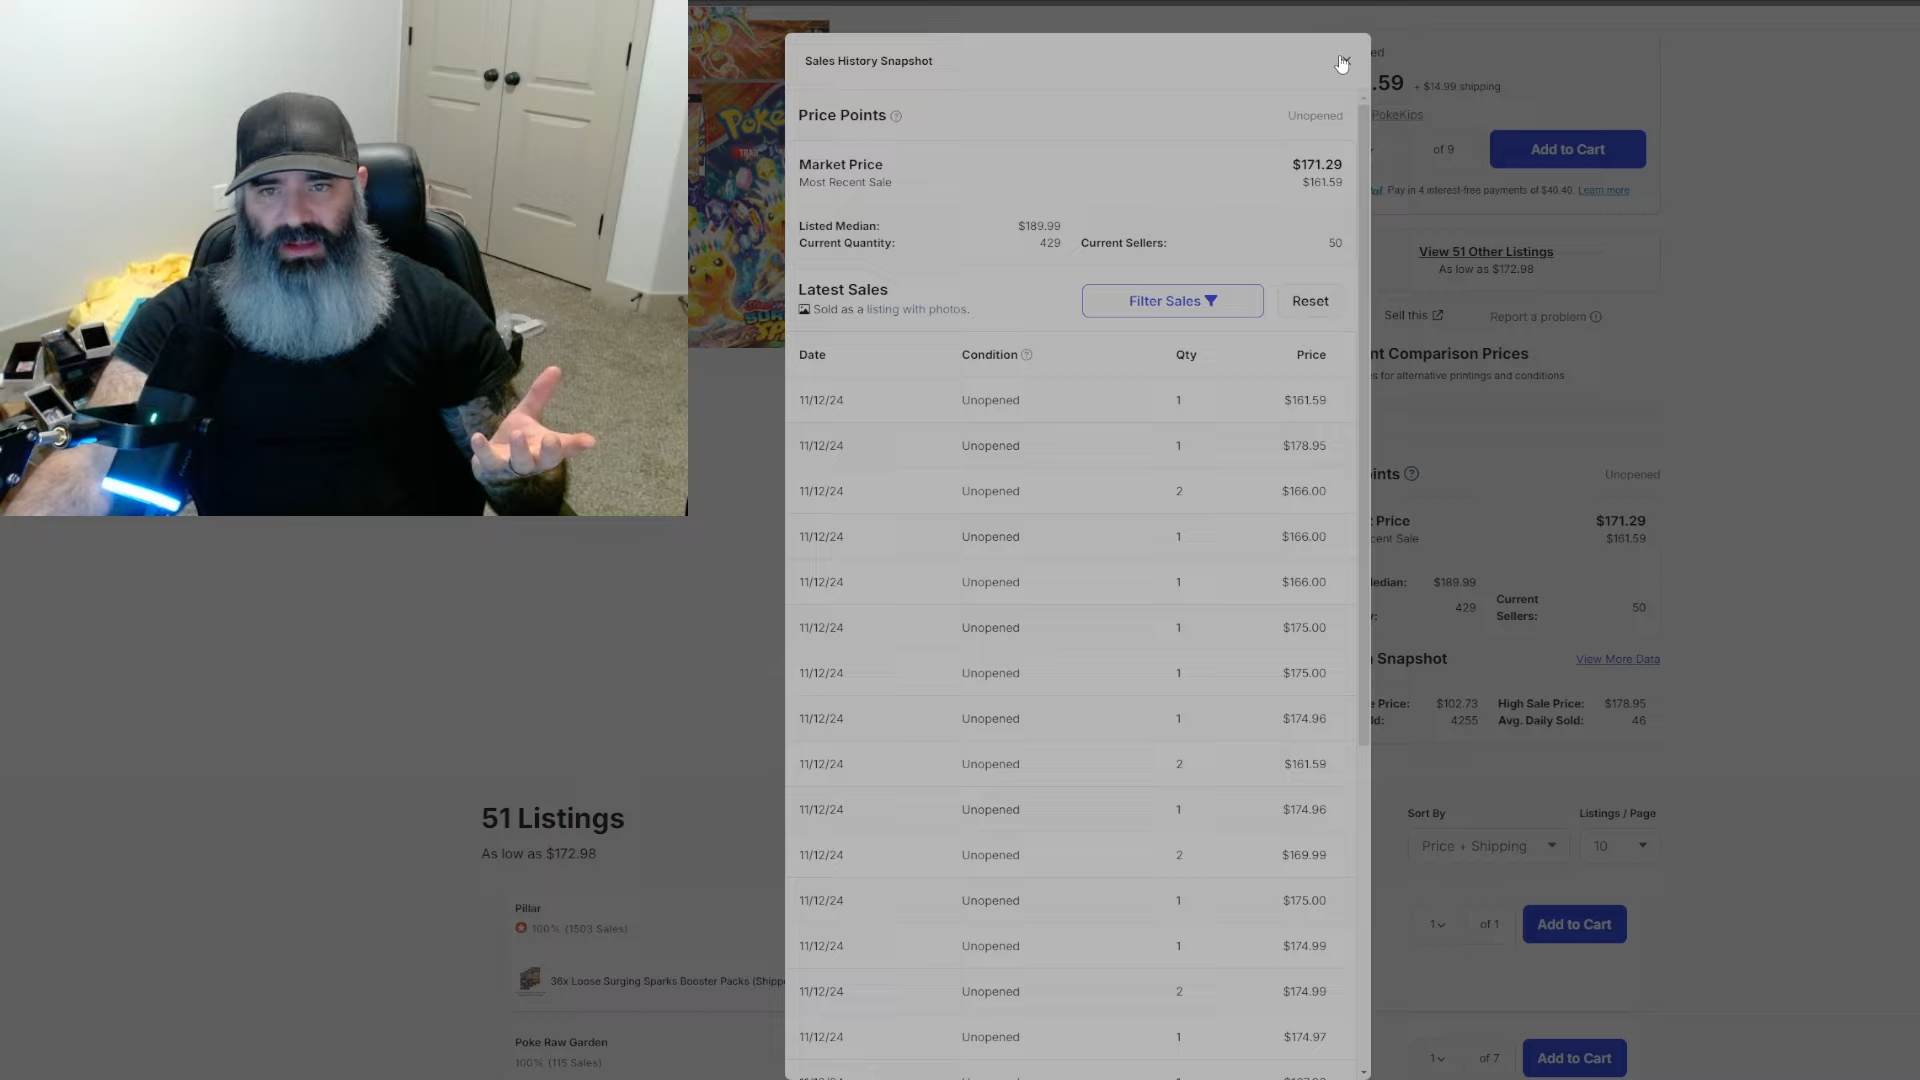 Sales History Snapshot
Price Points
Unopened
Market Price $171.29
Most Recent Sale $161.59
Listed Median: $189.99
Current Quantity: 429 Current Sellers: 50
Latest Sales
Sold as a listing with photos.
Filter Sales
Reset
Date Condition Qty Price
11/12/24 Unopened 1 $161.59
11/12/24 Unopened 1 $178.95
11/12/24 Unopened 2 $166.00
11/12/24 Unopened 1 $166.00
11/12/24 Unopened 1 $166.00
11/12/24 Unopened 1 $175.00
11/12/24 Unopened 1 $175.00
11/12/24 Unopened 1 $174.96
11/12/24 Unopened 2 $161.59
11/12/24 Unopened 1 $174.96
11/12/24 Unopened 2 $169.99
11/12/24 Unopened 1 $175.00
11/12/24 Unopened 1 $174.99
11/12/24 Unopened 2 $174.99
11/12/24 Unopened 1 $174.97
ed
.59 + $14.99 shipping
PokeKips
of 9 Add to Cart
Pal. Pay in 4 interest-free payments of $40.40. Learn more
View 51 Other Listings
As low as $172.98
Sell this
Report a problem
nt Comparison Prices
s for alternative printings and conditions
ints Unopened
Price $171.29
cent Sale $161.59
edian: $189.99
429 Current Sellers: 50
Snapshot View More Data
e Price: $102.73 High Sale Price: $178.95
ld: 4255 Avg. Daily Sold: 46
51 Listings
As low as $172.98
Sort By
Listings / Page
Price + Shipping
10
Pillar
100% (1503 Sales)
36x Loose Surging Sparks Booster Packs (Shipp
1 of 1 Add to Cart
Poke Raw Garden
100% (115 Sales)
1 of 7 Add to Cart
Poké